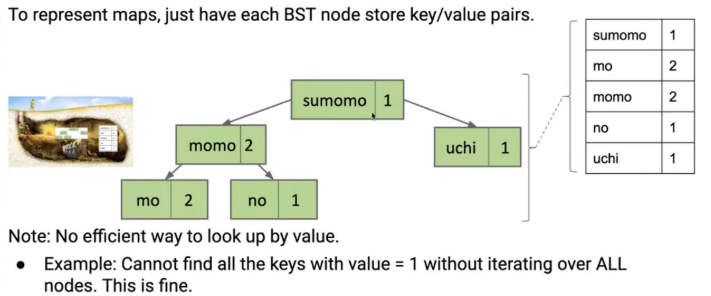 To represent maps, just have each BST node store key/value pairs.
sumomo 1
mo 2
momo 2
no 1
uchi 1
sumomo 1
momo 2
uchi 1
mo 2
no 1
Note: No efficient way to look up by value.
● Example: Cannot find all the keys with value = 1 without iterating over ALL
nodes. This is fine.